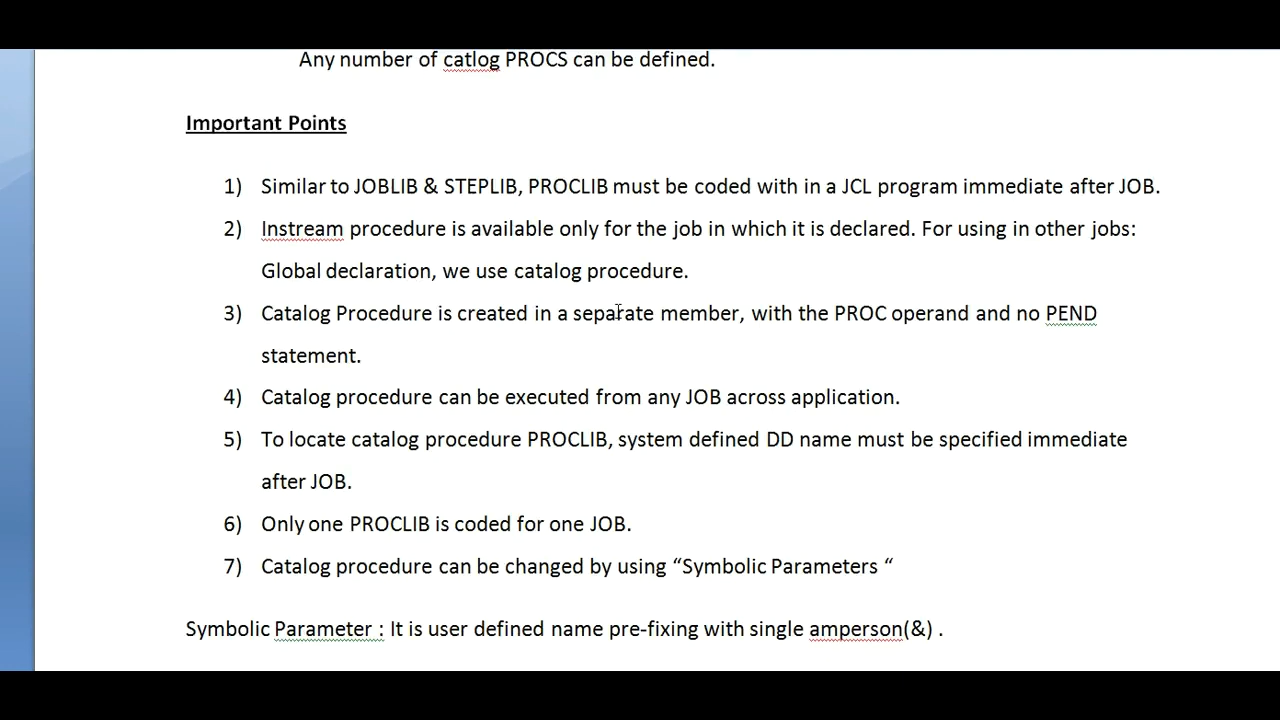 Any number of catlog PROCS can be defined.
Important Points
1) Similar to JOBLIB & STEPLIB, PROCLIB must be coded with in a JCL program immediate after JOB.
2) Instream procedure is available only for the job in which it is declared. For using in other jobs:
Global declaration, we use catalog procedure.
3) Catalog Procedure is created in a separate member, with the PROC operand and no PEND
statement.
4) Catalog procedure can be executed from any JOB across application.
5) To locate catalog procedure PROCLIB, system defined DD name must be specified immediate
after JOB.
6) Only one PROCLIB is coded for one JOB.
7) Catalog procedure can be changed by using “Symbolic Parameters “
Symbolic Parameter : It is user defined name pre-fixing with single amperson(&) .